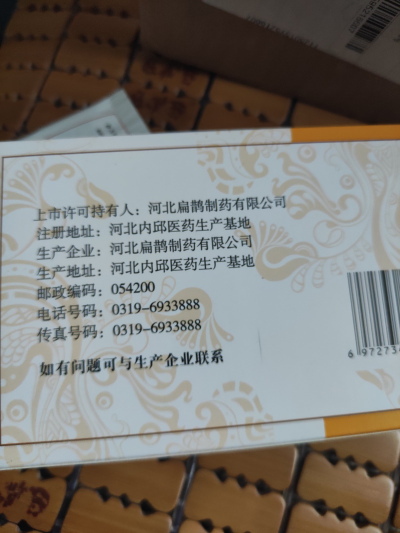 上市许可持有人：河北扁鹊制药有限公司
注册地址：河北内邱医药生产基地
生产企业：河北扁鹊制药有限公司
生产地址：河北内邱医药生产基地
邮政编码：054200
电话号码：0319-6933888
传真号码：0319-6933888
如有问题可与生产企业联系
6 97273